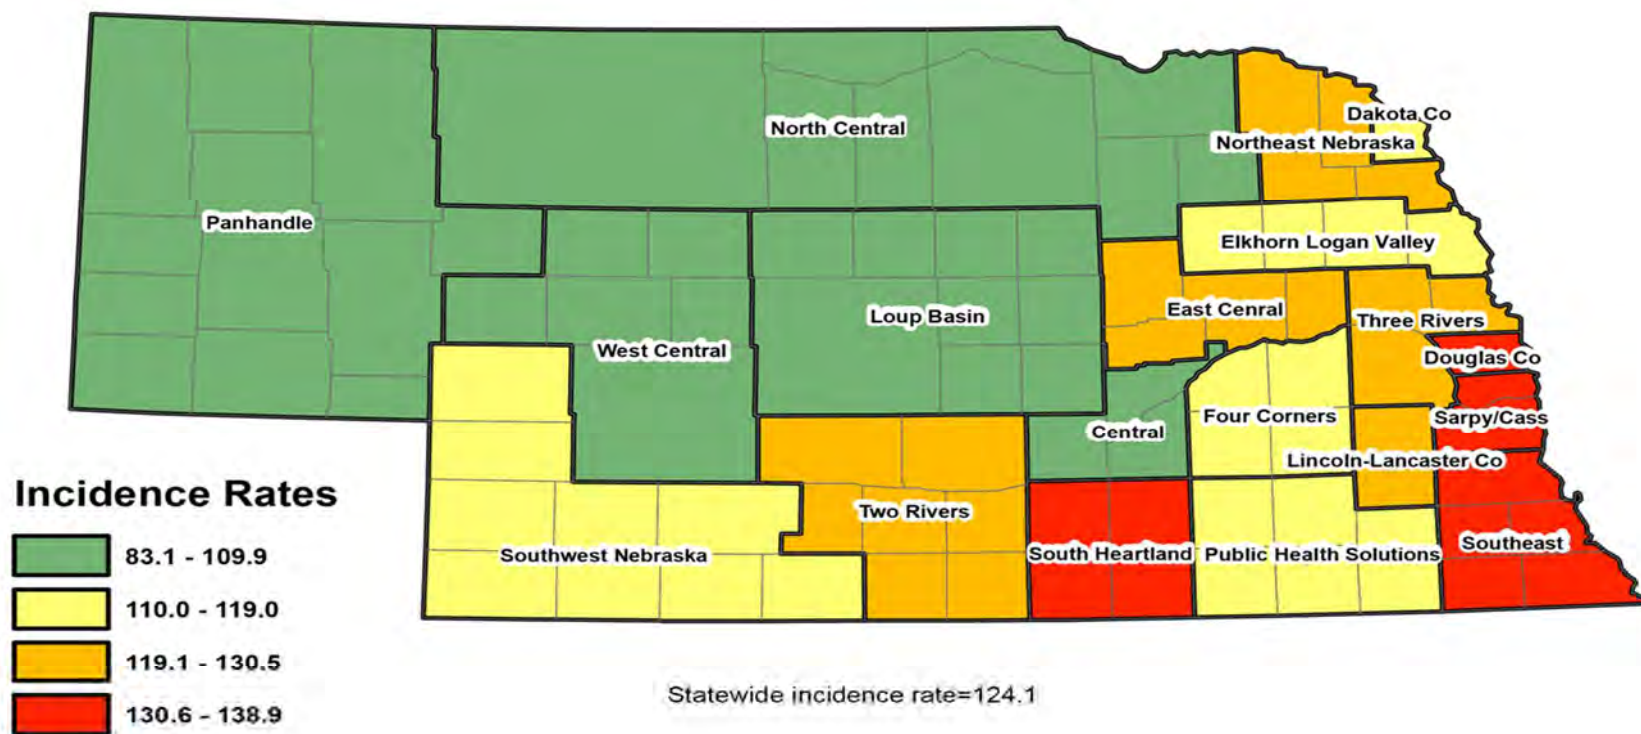 Dakota Co
North Central
Northeast Nebraska
Panhandle
Elkhorn Logan Valley
East Cenral
Loup Basin
Three Rivers
West Central
Douglas Co
Four Corners
Sarpy/Cass
Central
Lincoln-Lancaster Co
Two Rivers
Southwest Nebraska
South Heartland
Public Health Solutions
Southeast
Incidence Rates
83.1 - 109.9
110.0 - 119.0
119.1 - 130.5
130.6 - 138.9
Statewide incidence rate=124.1